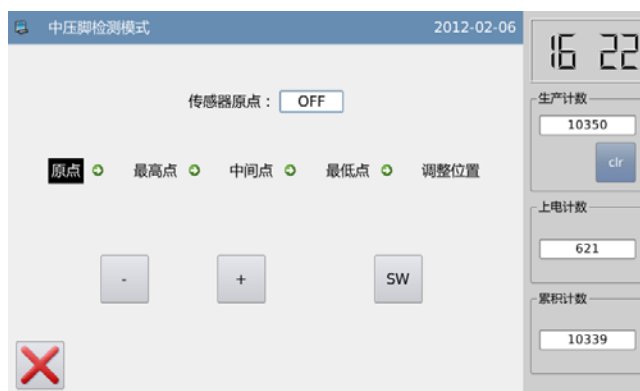 中压脚检测模式 2012-02-06
16 22
传感器原点： OFF
生产计数
10350
clr
原点 最高点 中间点 最低点 调整位置
上电计数
621
- + SW
累积计数
10339